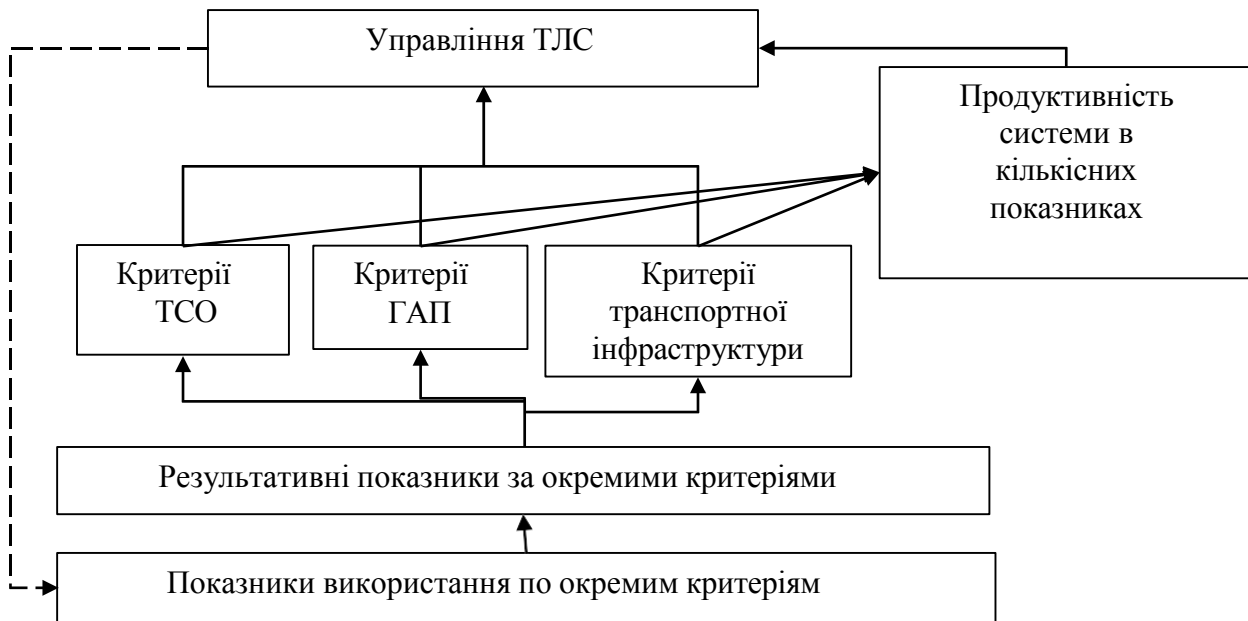 Управління ТЛС
Продуктивність
системи в
кількісних
показниках
Критерії
ТСО
Критерії
ГАП
Критерії
транспортної
інфраструктури
Результативні показники за окремими критеріями
Показники використання по окремим критеріям